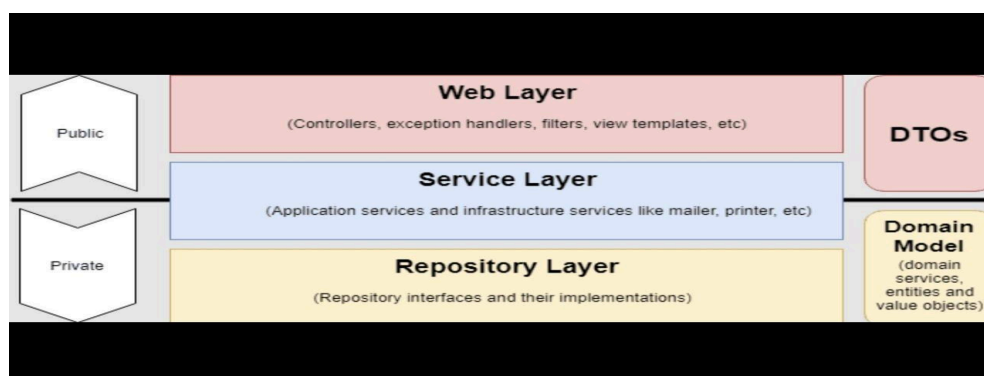 Public
Web Layer
(Controllers, exception handlers, filters, view templates, etc)
DTOs
Service Layer
(Application services and infrastructure services like mailer, printer, etc)
Private
Repository Layer
(Repository interfaces and their implementations)
Domain
Model
(domain
services,
entities and
value objects)